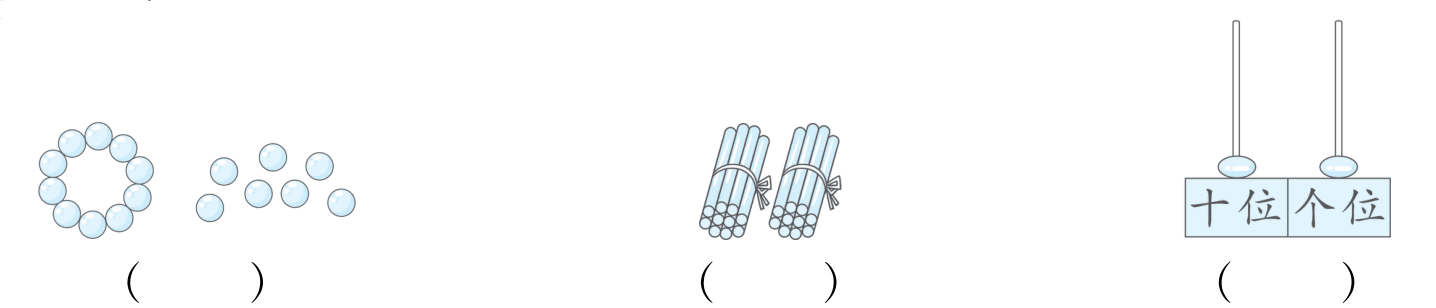 十位 个位
( ) ( ) ( )